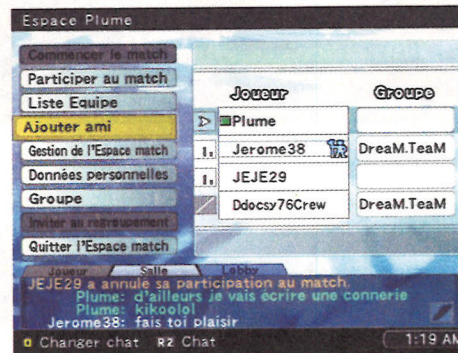 Espace Plume
Commencer le match
Participer au match
Liste Equipe
Ajouter ami
Gestion de l'Espace match
Données personnelles
Groupe
Inviter au regroupement
Quitter l'Espace match
Joueur Groupe
Plume
1. Jerome38 DreaM.TeaM
1. JEJE29
Ddocsy76Crew DreaM.TeaM
Joueur Salle Lobby
JEJE29 a annulé sa participation au match.
Plume: d'ailleurs je vais écrire une connerie
Plume: kikoolol
Jerome38: fais toi plaisir
Changer chat R2 Chat 1:19 AM